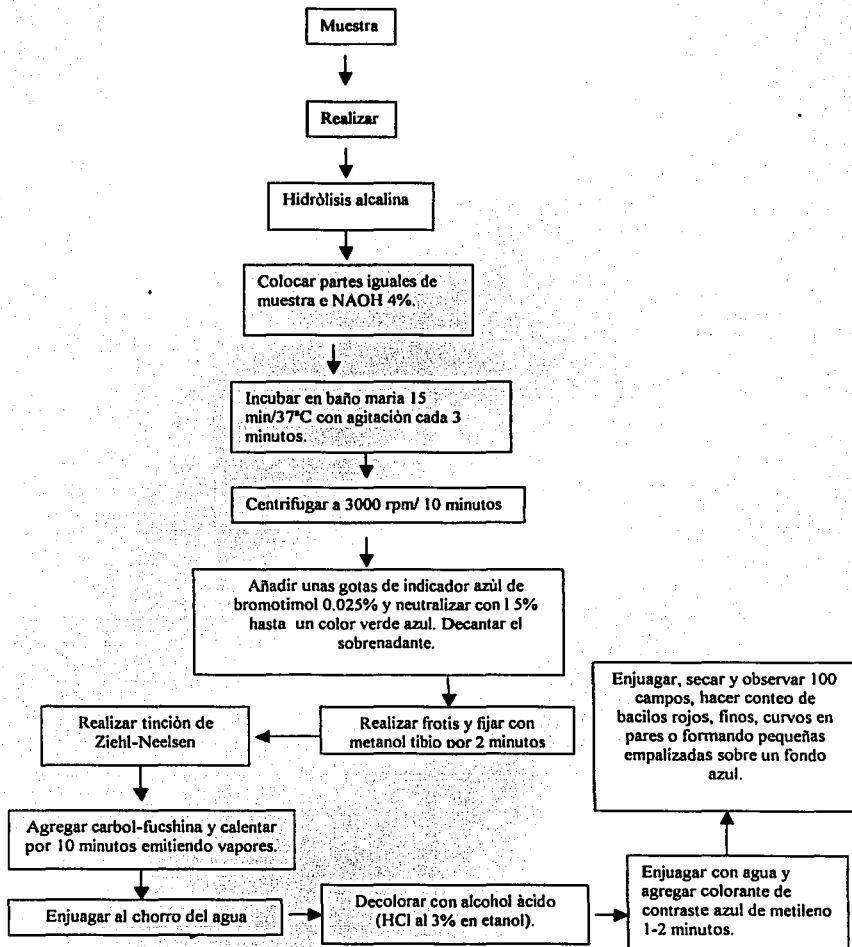 Muestra
Realizar
Hidròlisis alcalina
Colocar partes iguales de
muestra e NAOH 4%.
Incubar en baño maria 15
min/37ºC con agitaciòn cada 3
minutos.
Centrifugar a 3000 rpm/ 10 minutos
Añadir unas gotas de indicador azùl de
bromotimol 0.025% y neutralizar con l 5%
hasta un color verde azul. Decantar el
sobrenadante.
Realizar frotis y fijar con
metanol tibio por 2 minutos
Realizar tinciòn de
Ziehl-Neelsen
Agregar carbol-fucshina y calentar
por 10 minutos emitiendo vapores.
Enjuagar al chorro del agua
Decolorar con alcohol àcido
(HCl al 3% en etanol).
Enjuagar con agua y
agregar colorante de
contraste azul de metileno
1-2 minutos.
Enjuagar, secar y observar 100
campos, hacer conteo de
bacilos rojos, finos, curvos en
pares o formando pequeñas
empalizadas sobre un fondo
azul.